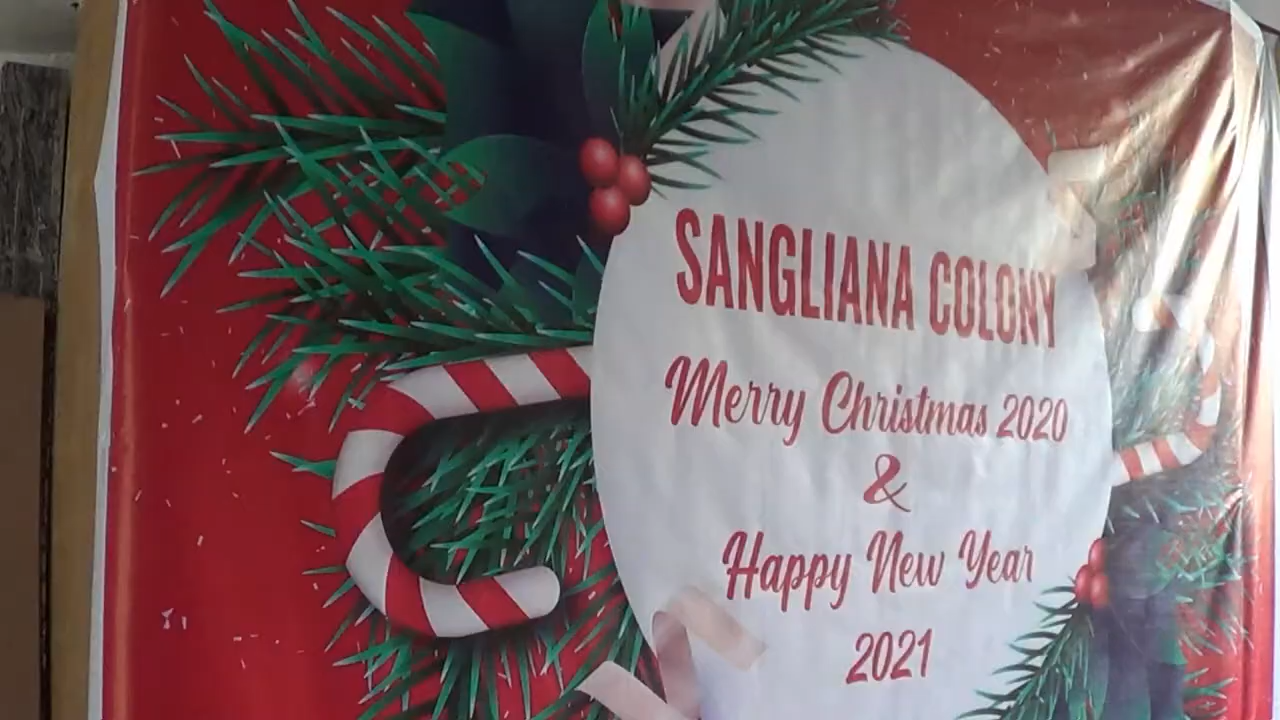 SANGLIANA COLONY
Merry Christmas 2020
&
Happy New Year
2021